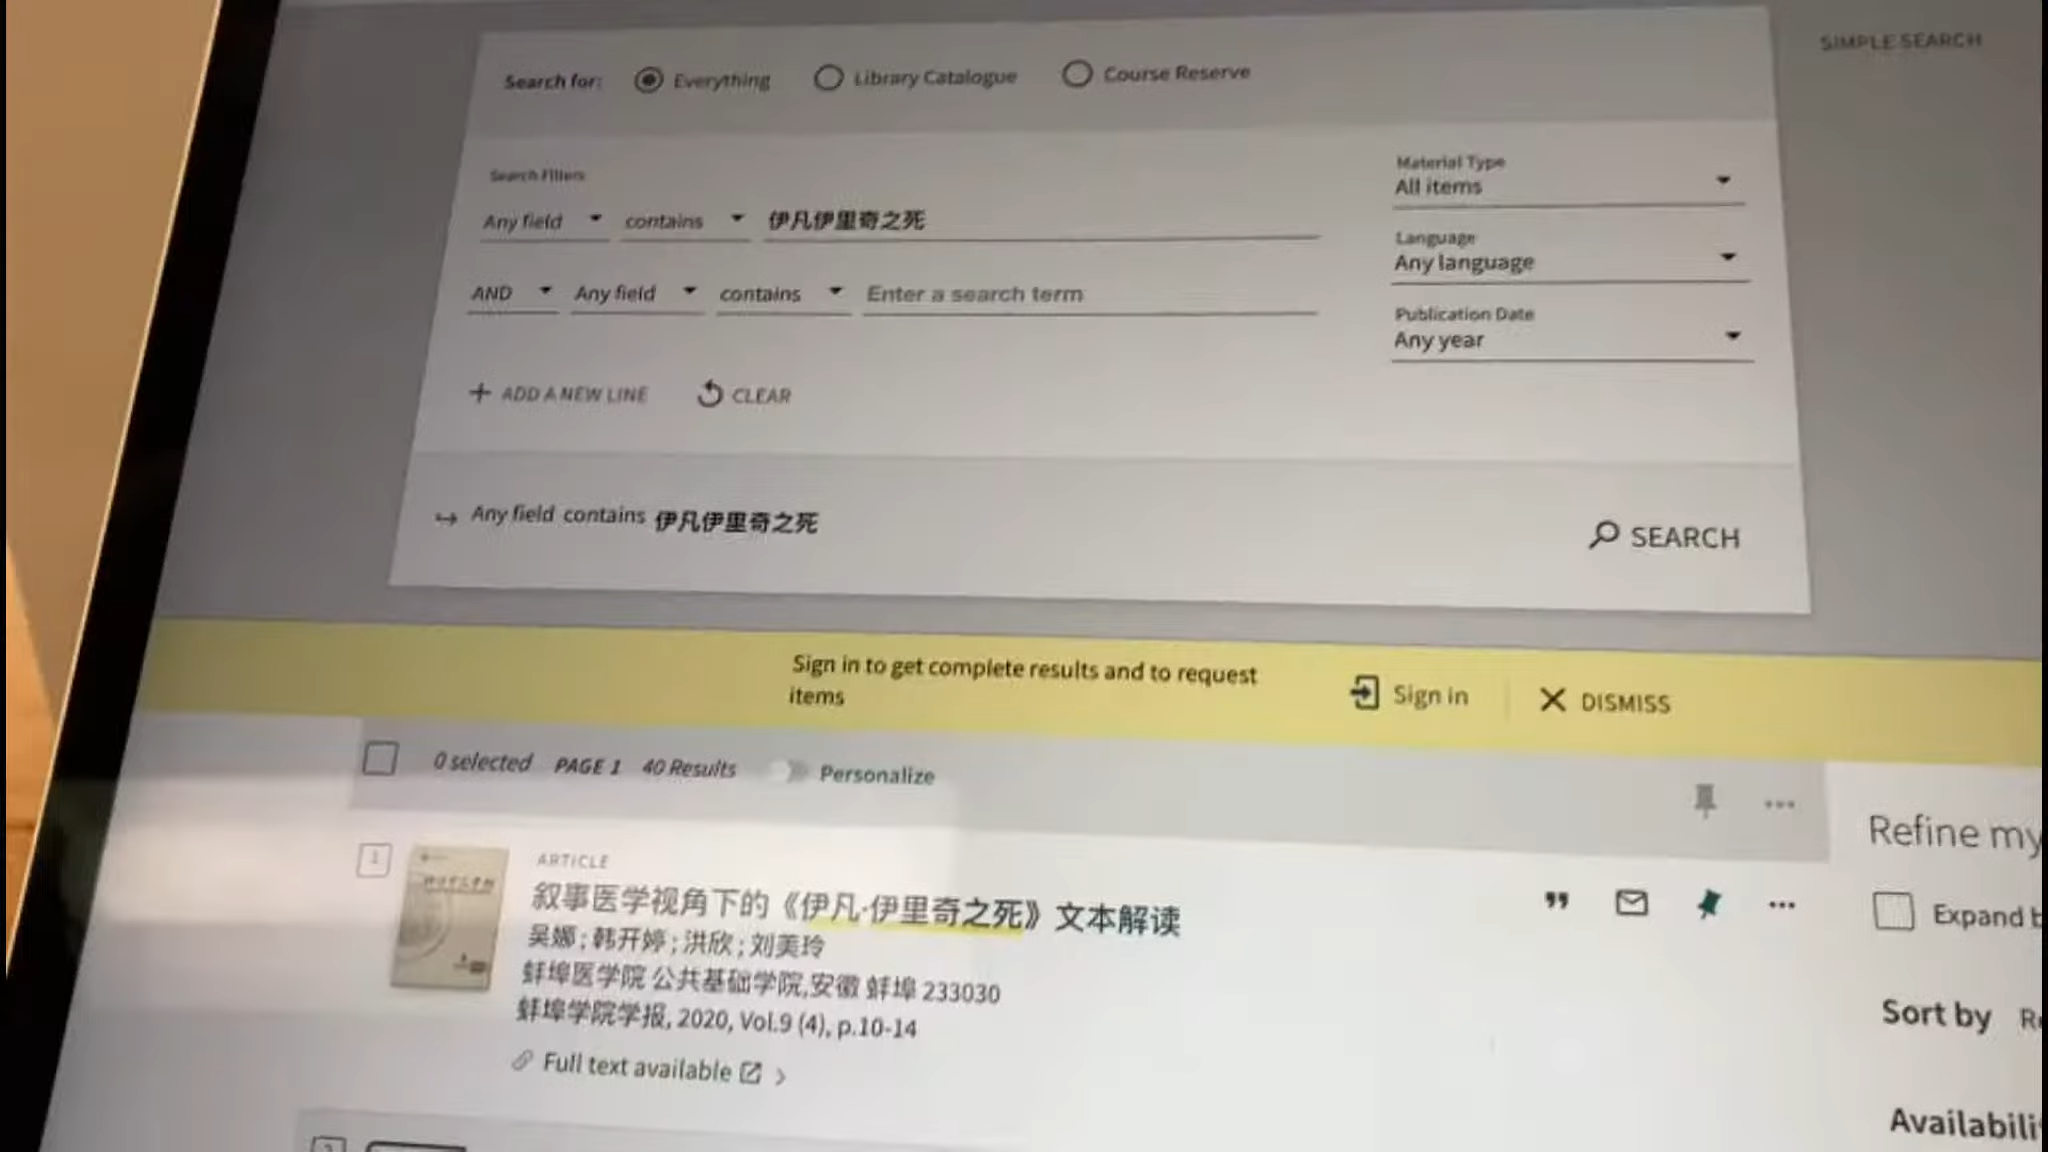 SIMPLE SEARCH
Search for: Everything Library Catalogue Course Reserve
Search Filters
Any field contains 伊凡伊里奇之死
AND Any field contains Enter a search term
ADD A NEW LINE CLEAR
Material Type
All items
Language
Any language
Publication Date
Any year
Any field contains 伊凡伊里奇之死
SEARCH
Sign in to get complete results and to request
items
Sign in
DISMISS
0 selected PAGE 1 40 Results Personalize
1
ARTICLE
叙事医学视角下的《伊凡·伊里奇之死》文本解读
吴娜; 韩开婷; 洪欣; 刘美玲
蚌埠医学院 公共基础学院,安徽 蚌埠 233030
蚌埠学院学报, 2020, Vol.9 (4), p.10-14
Full text available
Refine my
Expand
Sort by